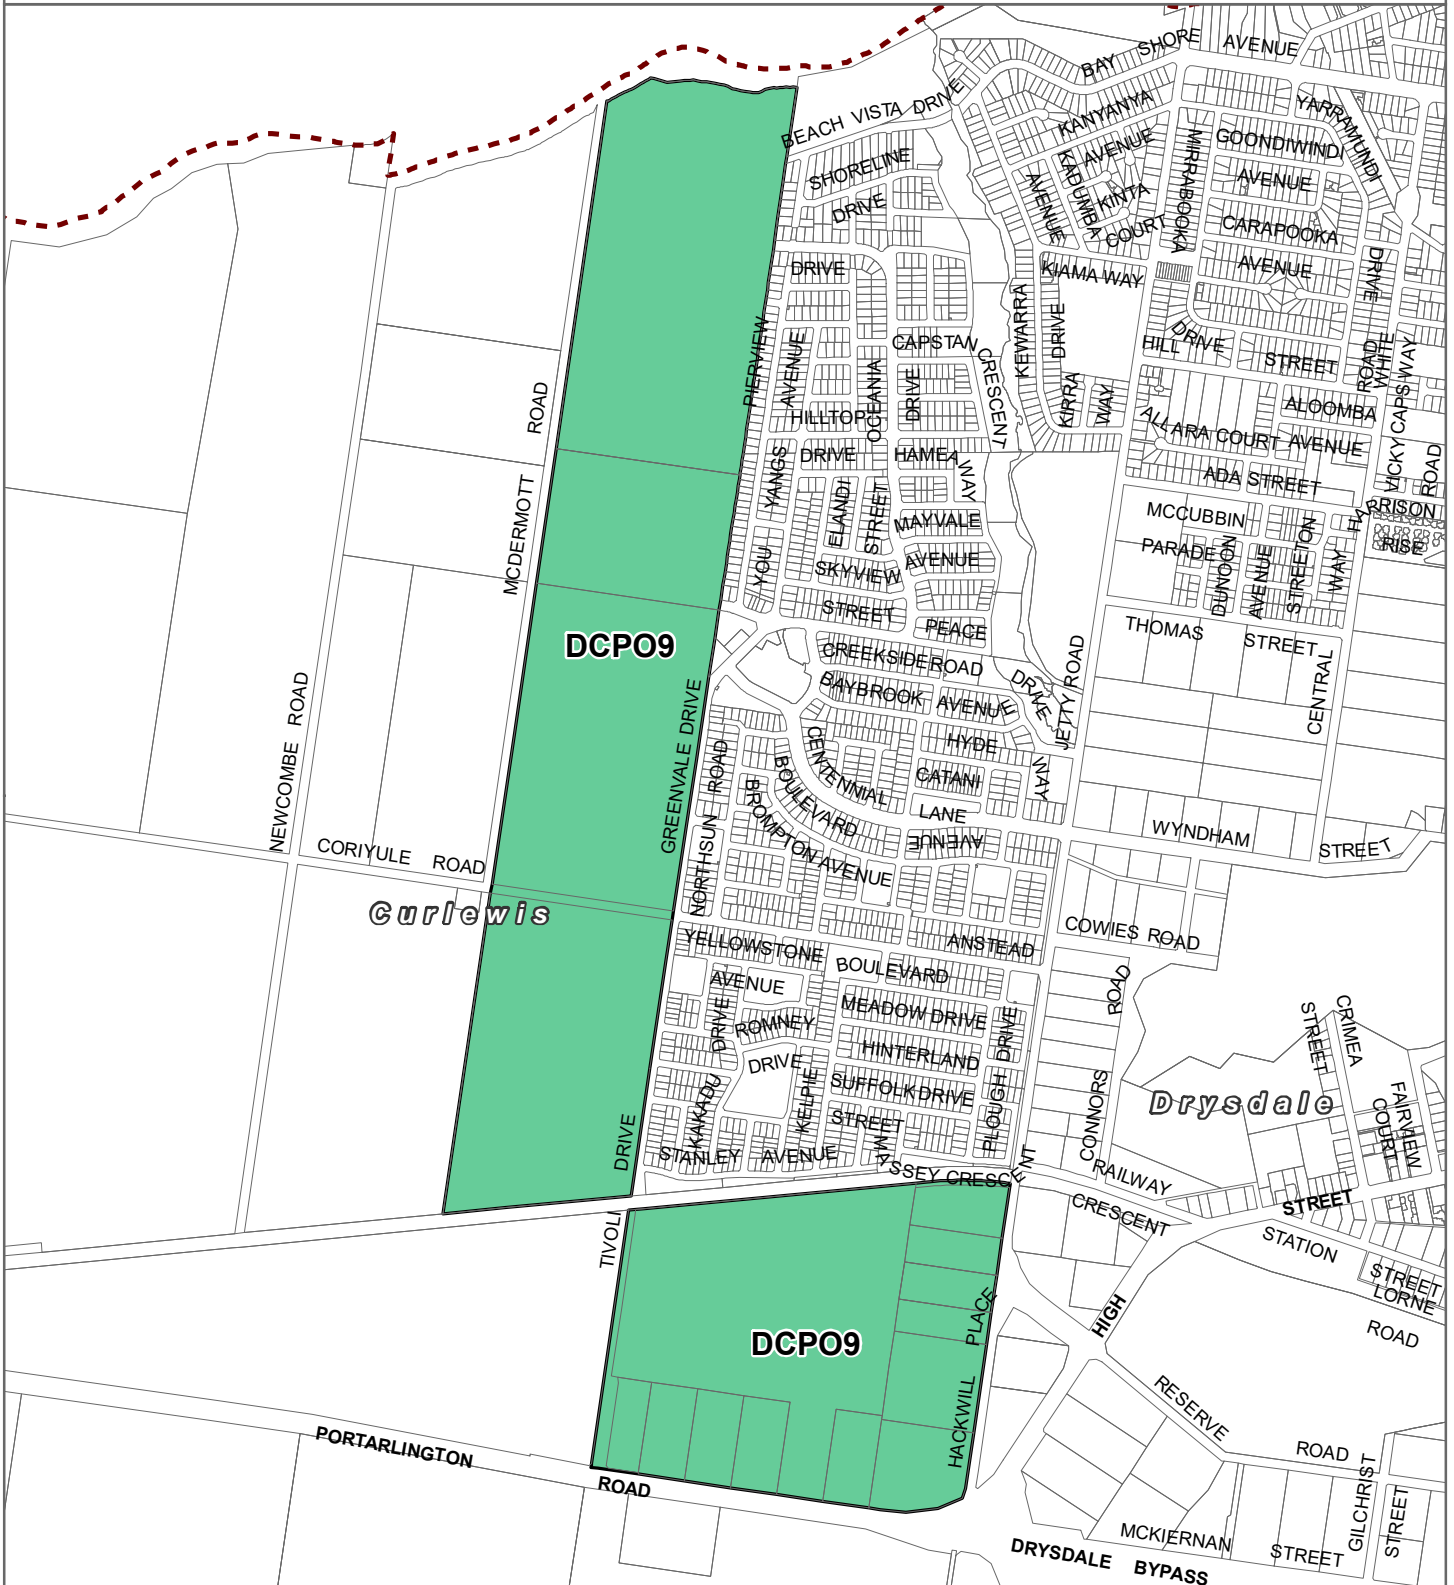 BAY SHORE AVENUE
BEACH VISTA DRIVE
KANYANYA
AVENUE
YARRAMUNDI
DRIVE
GOONDIWINDI
AVENUE
SHORELINE
DRIVE
KADUMBA
AVENUE
KINTA
COURT
MIRRABOOKA
DRIVE
CARAPOOKA
AVENUE
DRIVE
KIAMA WAY
KEWARRA
DRIVE
PIERVIEW
CAPSTAN
CRESCENT
HILL
STREET
ROAD
WHITE
CAPS WAY
AVENUE
OCEANIA
DRIVE
MCDERMOTT ROAD
HILLTOP
DRIVE
KIRRA
WAY
ALOOMBA
AVENUE
ALLARA COURT
VICKY
ROAD
HAMEA
WAY
YANGS
YOU
ADA STREET
ELANDI
STREET
MAYVALE
AVENUE
MCCUBBIN
PARADE
HARRISON
RISE
DUNOON
AVENUE
STREETON
WAY
SKYVIEW
STREET
PEACE
ROAD
DCPO9
CREEKSIDE
DRIVE
THOMAS STREET
JETTY ROAD
CENTRAL
BAYBROOK AVENUE
NEWCOMBE ROAD
GREENVALE DRIVE
NORTHSUN ROAD
HYDE
WAY
CENTENNIAL
BOULEVARD
CATANI
LANE
BROMPTON AVENUE
AVENUE
WYNDHAM STREET
CORIYULE ROAD
Curlewis
COWIES ROAD
YELLOWSTONE
AVENUE
ANSTEAD
BOULEVARD
MEADOW DRIVE
CONNORS ROAD
ROMNEY
DRIVE
HINTERLAND
KAKADU DRIVE
SUFFOLK DRIVE
KELPIE
STREET
PLOUGH DRIVE
CRIMEA
STREET
Drysdale
FAIRVIEW
COURT
STANLEY AVENUE
MASSEY CRESCENT
DRIVE
TIVOLI
RAILWAY
CRESCENT
STREET
HIGH
STATION
STREET
LORNE
ROAD
DCPO9
HACKWILL PLACE
RESERVE
ROAD
PORTARLINGTON
ROAD
GILCHRIST
STREET
MCKIERNAN
STREET
DRYSDALE BYPASS